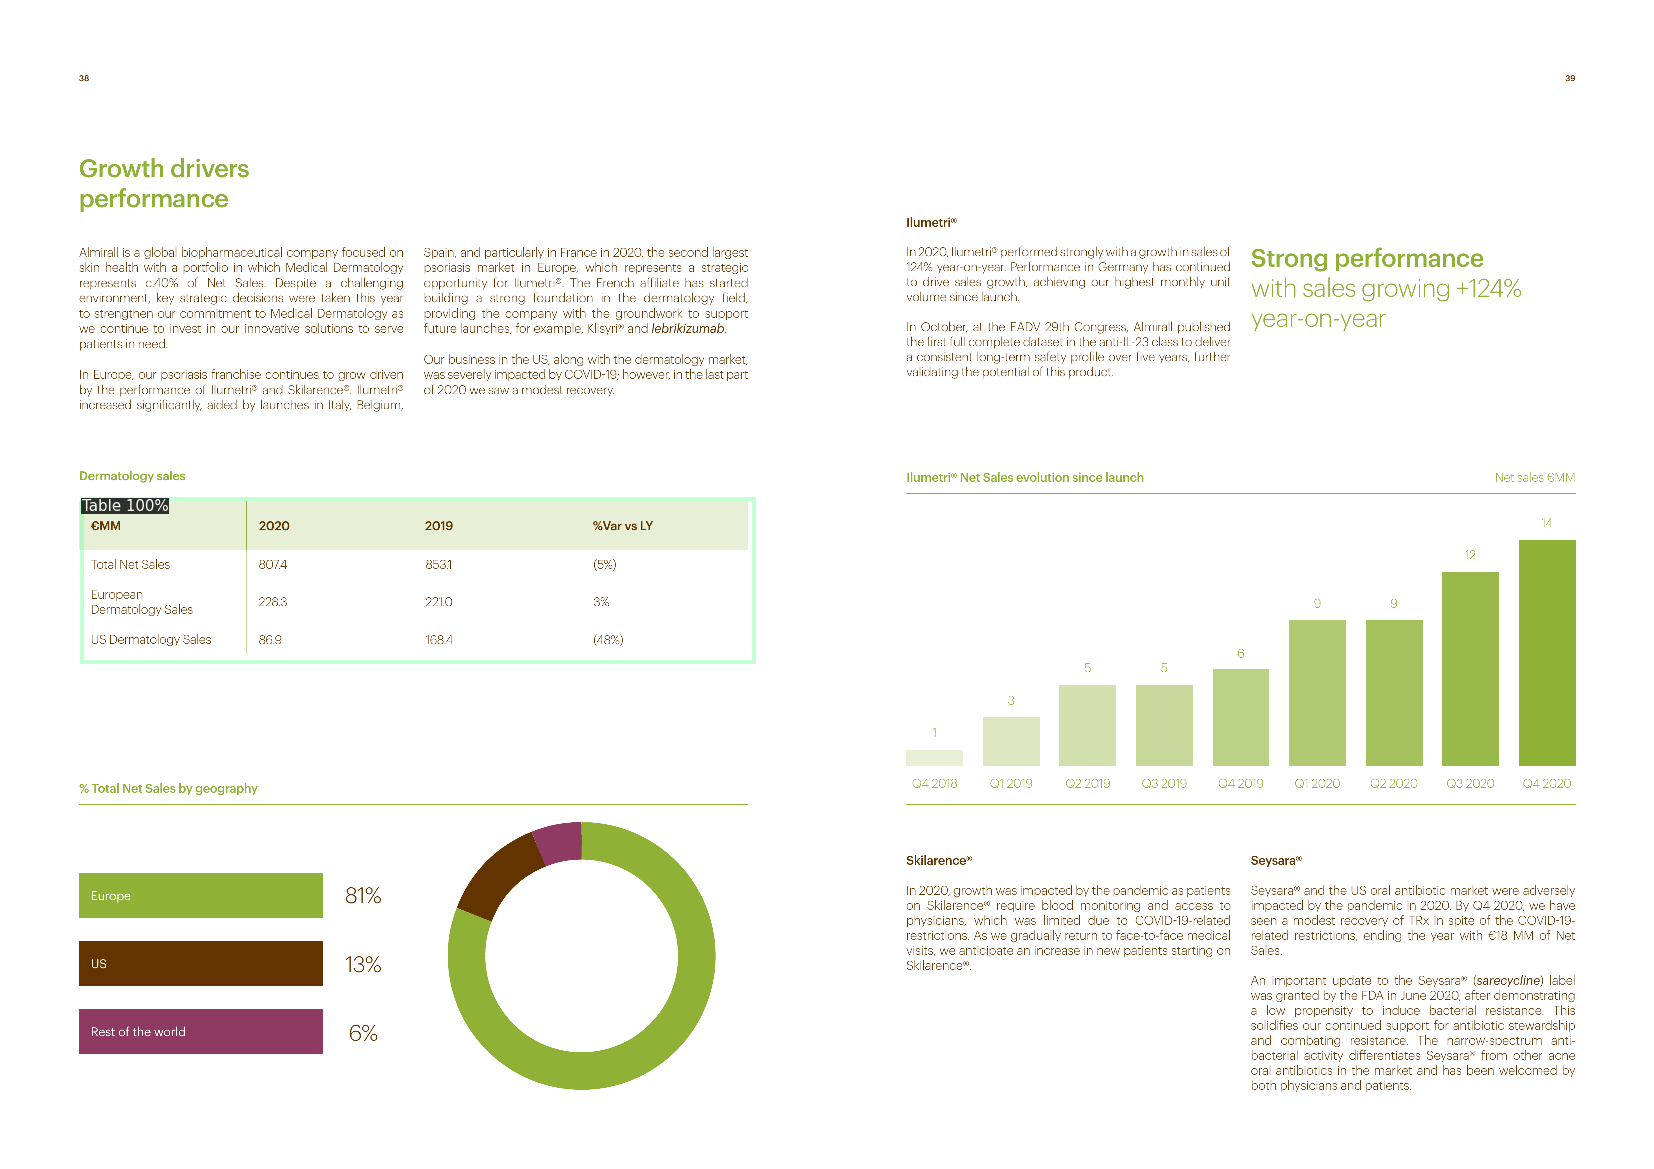 38
Growth drivers
performance
Almirall is a global biopharmaceutical company focused on
skin health with a portfolio in which Medical Dermatology
represents c.40% of Net Sales. Despite a challenging
environment, key strategic decisions were taken this year
to strengthen our commitment to Medical Dermatology as
we continue to invest in our innovative solutions to serve
patients in need.
In Europe, our psoriasis franchise continues to grow driven
by the performance of Ilumetri® and Skilarence®. Ilumetri®
increased significantly, aided by launches in Italy, Belgium,
Spain, and particularly in France in 2020, the second largest
psoriasis market in Europe, which represents a strategic
opportunity for Ilumetri®. The French affiliate has started
building a strong foundation in the dermatology field,
providing the company with the groundwork to support
future launches, for example, Klisyri® and lebrikizumab.
Our business in the US, along with the dermatology market,
was severely impacted by COVID-19; however, in the last part
of 2020 we saw a modest recovery.
Dermatology sales
Table 100%
€MM 2020 2019 %Var vs LY
Total Net Sales 807.4 853.1 (5%)
European
Dermatology Sales 228.3 221.0 3%
US Dermatology Sales 86.9 168.4 (48%)
% Total Net Sales by geography
Europe 81%
US 13%
Rest of the world 6%
39
Ilumetri®
In 2020, Ilumetri® performed strongly with a growth in sales of
124% year-on-year. Performance in Germany has continued
to drive sales growth, achieving our highest monthly unit
volume since launch.
In October, at the EADV 29th Congress, Almirall published
the first full complete dataset in the anti-IL-23 class to deliver
a consistent long-term safety profile over five years, further
validating the potential of this product.
Strong performance
with sales growing +124%
year-on-year
Ilumetri® Net Sales evolution since launch Net sales €MM
1 3 5 5 6 9 9 12 14
Q4 2018 Q1 2019 Q2 2019 Q3 2019 Q4 2019 Q1 2020 Q2 2020 Q3 2020 Q4 2020
Skilarence®
In 2020, growth was impacted by the pandemic as patients
on Skilarence® require blood monitoring and access to
physicians, which was limited due to COVID-19-related
restrictions. As we gradually return to face-to-face medical
visits, we anticipate an increase in new patients starting on
Skilarence®.
Seysara®
Seysara® and the US oral antibiotic market were adversely
impacted by the pandemic in 2020. By Q4 2020, we have
seen a modest recovery of TRx in spite of the COVID-19-
related restrictions, ending the year with €18 MM of Net
Sales.
An important update to the Seysara® (sarecycline) label
was granted by the FDA in June 2020, after demonstrating
a low propensity to induce bacterial resistance. This
solidifies our continued support for antibiotic stewardship
and combating resistance. The narrow-spectrum anti-
bacterial activity differentiates Seysara® from other acne
oral antibiotics in the market and has been welcomed by
both physicians and patients.